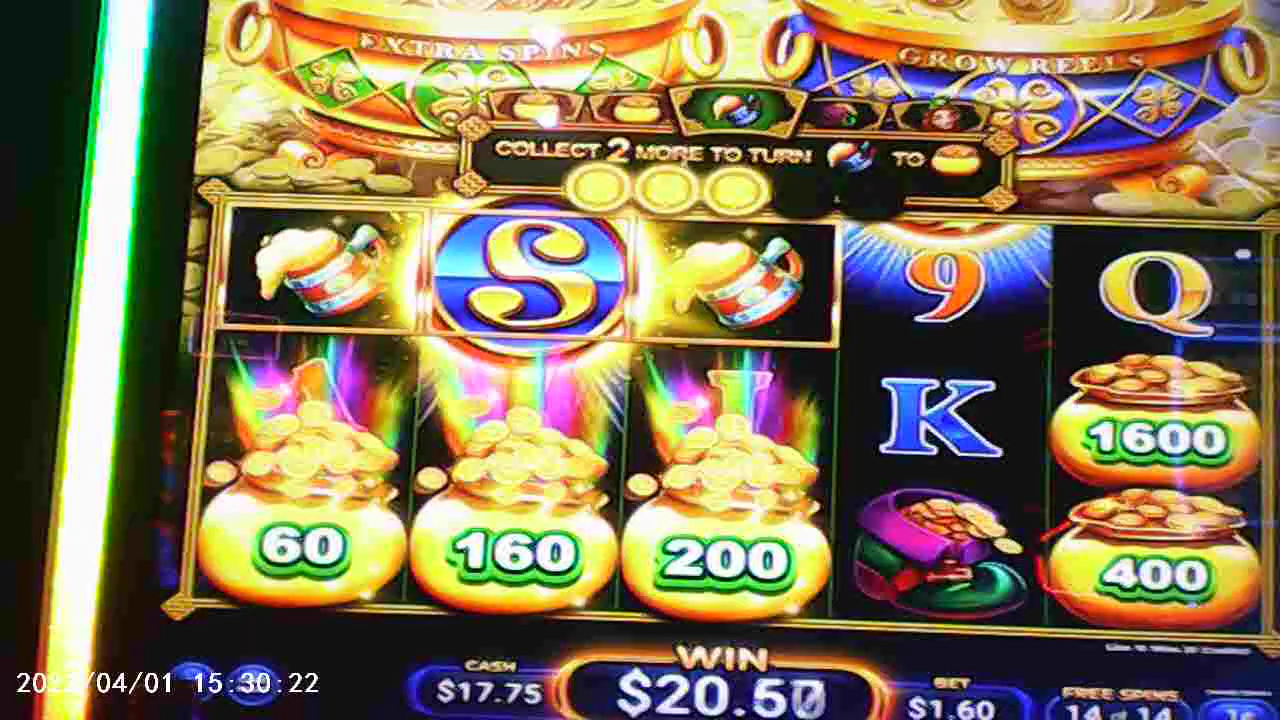 EXTRA SPINS
GROW REELS
COLLECT 2 MORE TO TURN TO
S
9
Q
K
1600
60
160
200
400
CASH
WIN
BET
FREE SPINS
$17.75
$20.50
$1.60
14 of 14
04/01 15:30:22